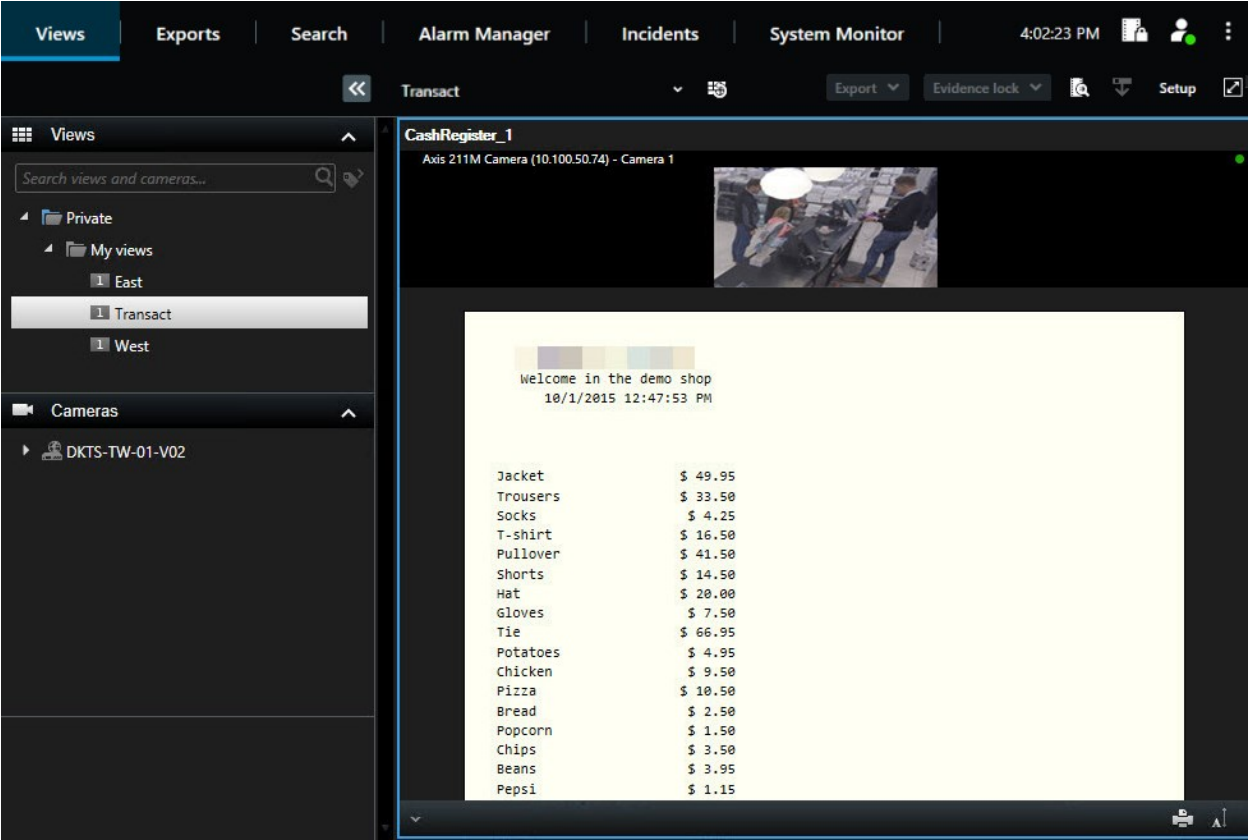 Views Exports Search Alarm Manager Incidents System Monitor 4:02:23 PM
Transact Export Evidence lock Setup
Views
Search views and cameras...
Private
My views
1 East
1 Transact
1 West
Cameras
DKTS-TW-01-V02
CashRegister_1
Axis 211M Camera (10.100.50.74) - Camera 1
Welcome in the demo shop
10/1/2015 12:47:53 PM
Jacket $ 49.95
Trousers $ 33.50
Socks $ 4.25
T-shirt $ 16.50
Pullover $ 41.50
Shorts $ 14.50
Hat $ 20.00
Gloves $ 7.50
Tie $ 66.95
Potatoes $ 4.95
Chicken $ 9.50
Pizza $ 10.50
Bread $ 2.50
Popcorn $ 1.50
Chips $ 3.50
Beans $ 3.95
Pepsi $ 1.15
A